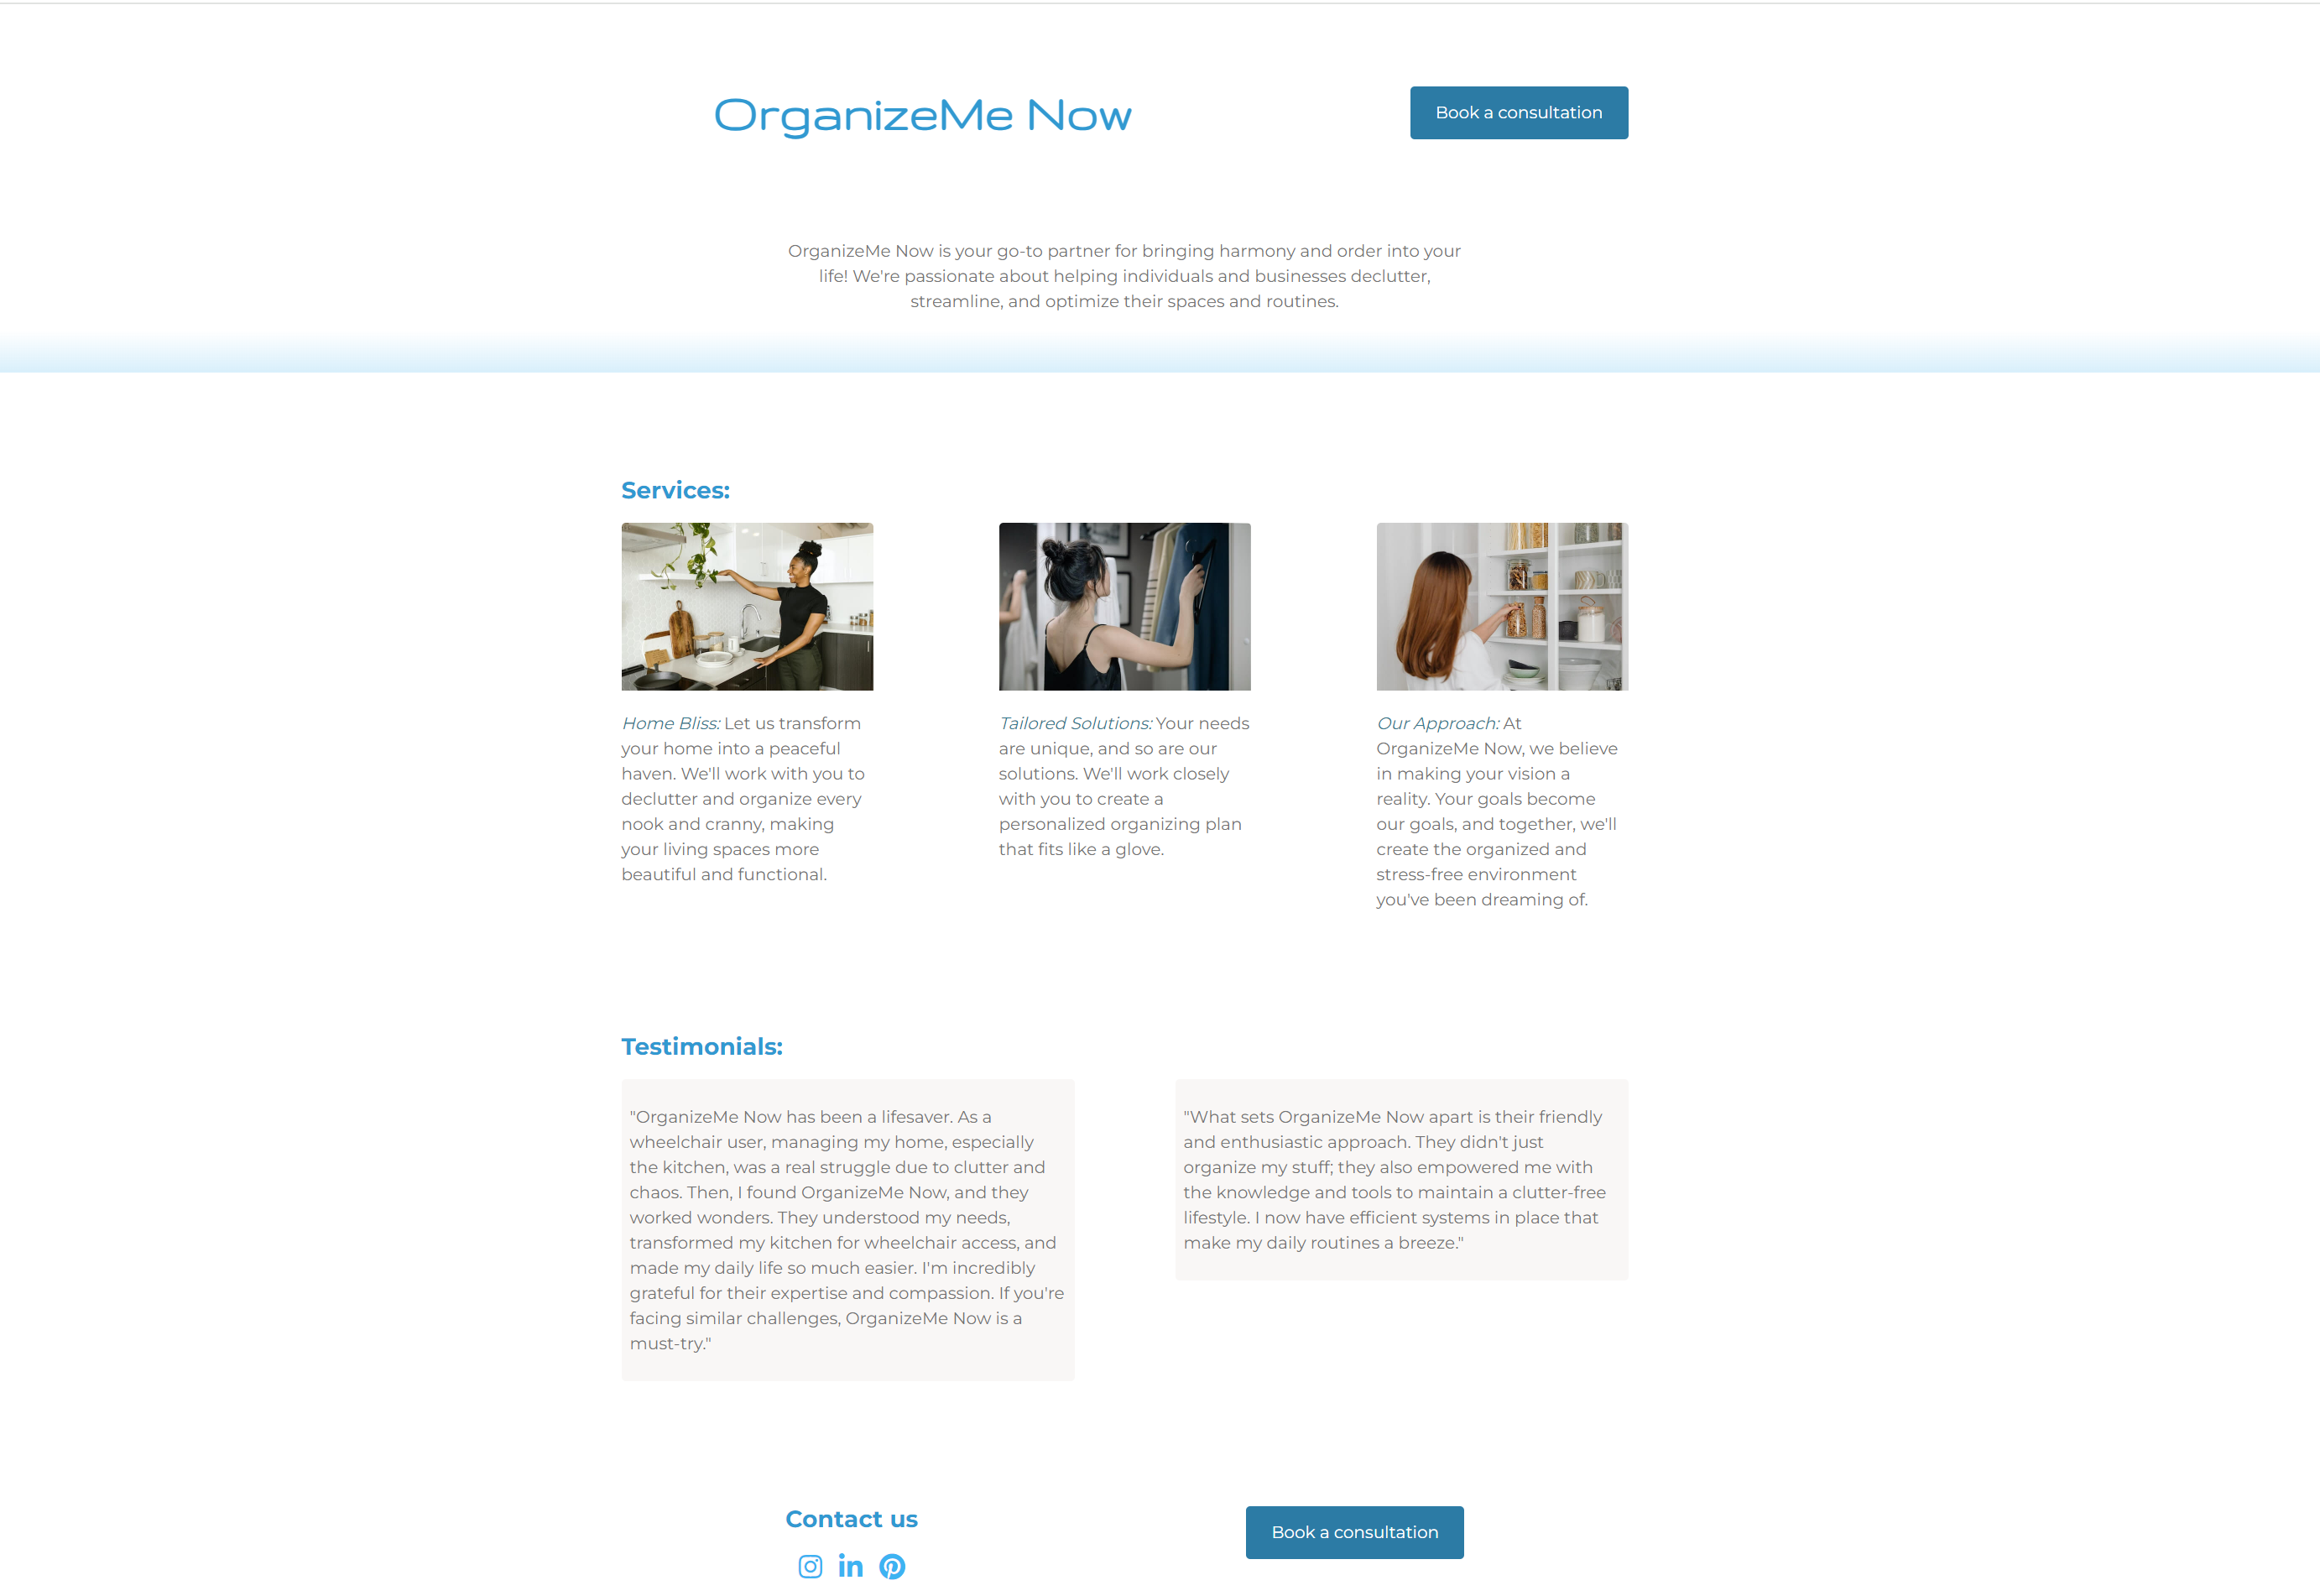 OrganizeMe Now
Book a consultation
OrganizeMe Now is your go-to partner for bringing harmony and order into your
life! We're passionate about helping individuals and businesses declutter,
streamline, and optimize their spaces and routines.
Services:
Home Bliss: Let us transform
your home into a peaceful
haven. We'll work with you to
declutter and organize every
nook and cranny, making
your living spaces more
beautiful and functional.
Tailored Solutions: Your needs
are unique, and so are our
solutions. We'll work closely
with you to create a
personalized organizing plan
that fits like a glove.
Our Approach: At
OrganizeMe Now, we believe
in making your vision a
reality. Your goals become
our goals, and together, we'll
create the organized and
stress-free environment
you've been dreaming of.
Testimonials:
"OrganizeMe Now has been a lifesaver. As a
wheelchair user, managing my home, especially
the kitchen, was a real struggle due to clutter and
chaos. Then, I found OrganizeMe Now, and they
worked wonders. They understood my needs,
transformed my kitchen for wheelchair access, and
made my daily life so much easier. I'm incredibly
grateful for their expertise and compassion. If you're
facing similar challenges, OrganizeMe Now is a
must-try."
"What sets OrganizeMe Now apart is their friendly
and enthusiastic approach. They didn't just
organize my stuff; they also empowered me with
the knowledge and tools to maintain a clutter-free
lifestyle. I now have efficient systems in place that
make my daily routines a breeze."
Contact us
Book a consultation